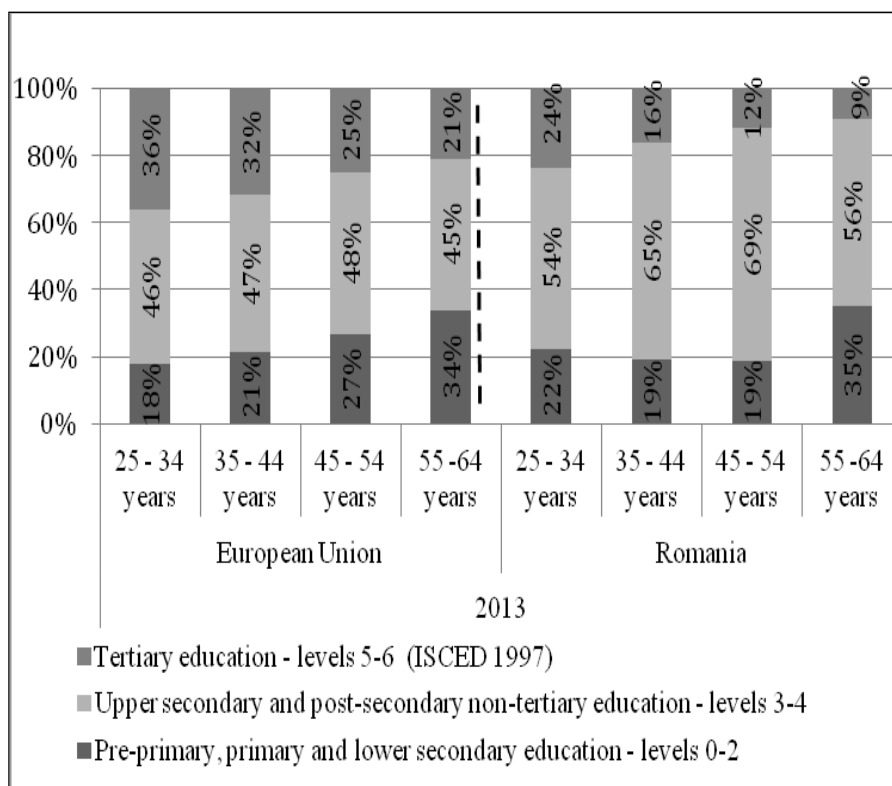 100%
80%
60%
40%
20%
0%
36% 32% 25% 21% 24% 16% 12% 9%
46% 47% 48% 45% 54% 65% 69% 56%
18% 21% 27% 34% 22% 19% 19% 35%
25 - 34 35 - 44 45 - 54 55 -64 25 - 34 35 - 44 45 - 54 55 -64
years years years years years years years years
European Union Romania
2013
Tertiary education - levels 5-6 (ISCED 1997)
Upper secondary and post-secondary non-tertiary education - levels 3-4
Pre-primary, primary and lower secondary education - levels 0-2